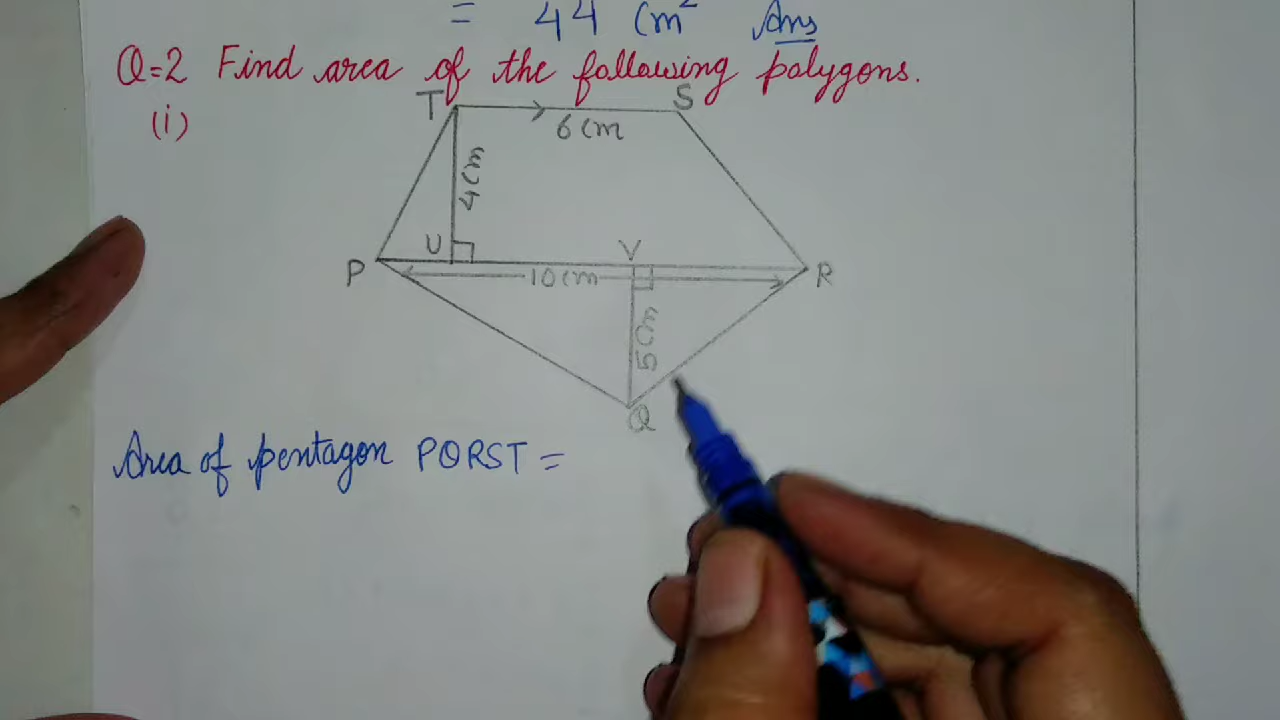 = 44 Cm² Ans
Q=2 Find area of the following polygons.
(i)
T S
6 cm
4 cm
U V
P R
10 cm
5 cm
Q
Area of pentagon PQRST =